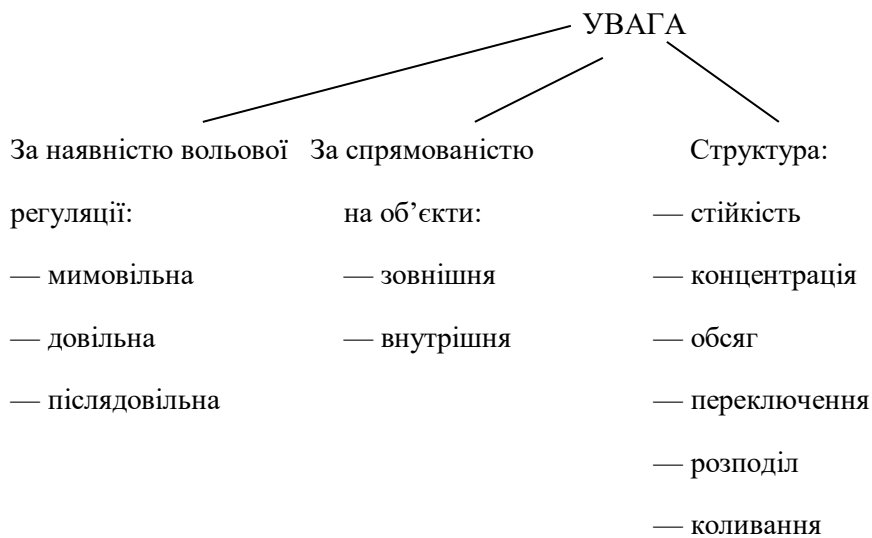 УВАГА
За наявністю вольової За спрямованістю Структура:
регуляції: на об’єкти: — стійкість
— мимовільна — зовнішня — концентрація
— довільна — внутрішня — обсяг
— післядовільна — переключення
— розподіл
— коливання